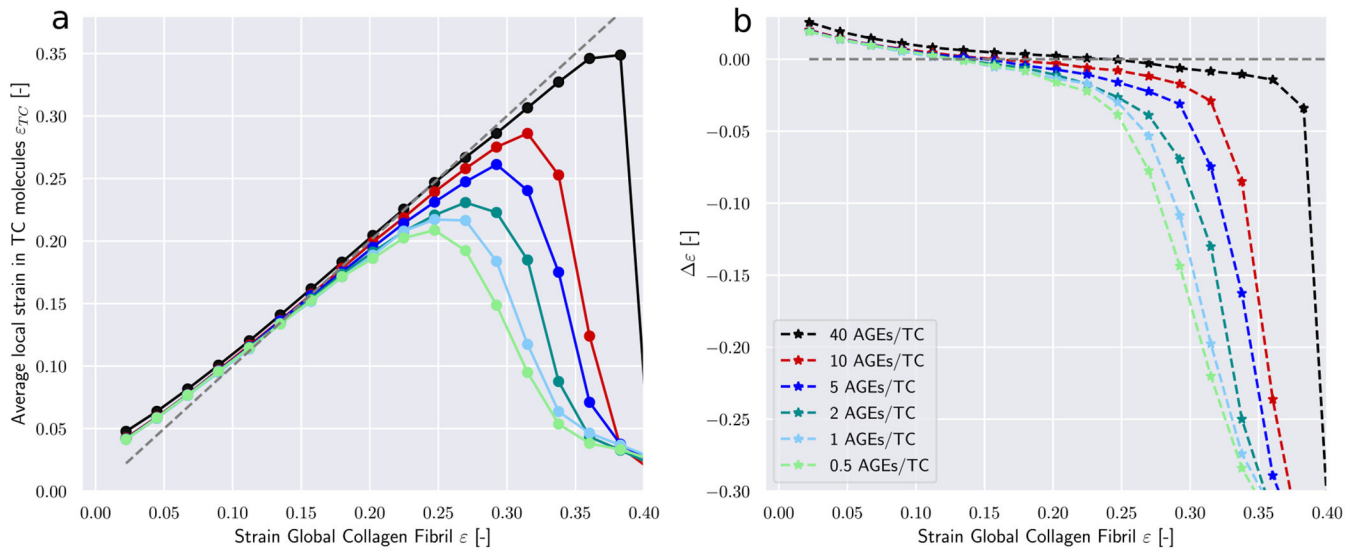 a
Average local strain in TC molecules εTC [-]
0.35
0.30
0.25
0.20
0.15
0.10
0.05
0.00
0.00 0.05 0.10 0.15 0.20 0.25 0.30 0.35 0.40
Strain Global Collagen Fibril ε [-]
b
Δε [-]
0.00
−0.05
−0.10
−0.15
−0.20
−0.25
−0.30
40 AGEs/TC
10 AGEs/TC
5 AGEs/TC
2 AGEs/TC
1 AGEs/TC
0.5 AGEs/TC
0.00 0.05 0.10 0.15 0.20 0.25 0.30 0.35 0.40
Strain Global Collagen Fibril ε [-]